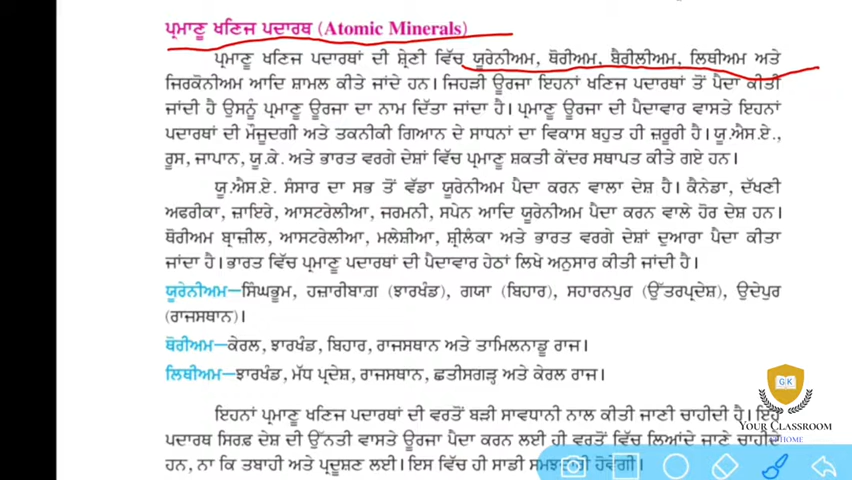 ਪ੍ਰਮਾਣੂ ਖਣਿਜ ਪਦਾਰਥ (Atomic Minerals)
ਪ੍ਰਮਾਣੂ ਖਣਿਜ ਪਦਾਰਥਾਂ ਦੀ ਸ਼੍ਰੇਣੀ ਵਿੱਚ ਯੂਰੇਨੀਅਮ, ਥੋਰੀਅਮ, ਬੈਰੀਲੀਅਮ, ਲਿਥੀਅਮ ਅਤੇ
ਜਿਰਕੋਨੀਅਮ ਆਦਿ ਸ਼ਾਮਲ ਕੀਤੇ ਜਾਂਦੇ ਹਨ। ਜਿਹੜੀ ਊਰਜਾ ਇਹਨਾਂ ਖਣਿਜ ਪਦਾਰਥਾਂ ਤੋਂ ਪੈਦਾ ਕੀਤੀ
ਜਾਂਦੀ ਹੈ ਉਸਨੂੰ ਪ੍ਰਮਾਣੂ ਊਰਜਾ ਦਾ ਨਾਮ ਦਿੱਤਾ ਜਾਂਦਾ ਹੈ। ਪ੍ਰਮਾਣੂ ਊਰਜਾ ਦੀ ਪੈਦਾਵਾਰ ਵਾਸਤੇ ਇਹਨਾਂ
ਪਦਾਰਥਾਂ ਦੀ ਮੌਜੂਦਗੀ ਅਤੇ ਤਕਨੀਕੀ ਗਿਆਨ ਦੇ ਸਾਧਨਾਂ ਦਾ ਵਿਕਾਸ ਬਹੁਤ ਹੀ ਜ਼ਰੂਰੀ ਹੈ। ਯੂ.ਐਸ.ਏ.,
ਰੂਸ, ਜਾਪਾਨ, ਯੂ.ਕੇ. ਅਤੇ ਭਾਰਤ ਵਰਗੇ ਦੇਸ਼ਾਂ ਵਿੱਚ ਪ੍ਰਮਾਣੂ ਸ਼ਕਤੀ ਕੇਂਦਰ ਸਥਾਪਤ ਕੀਤੇ ਗਏ ਹਨ।
ਯੂ.ਐਸ.ਏ. ਸੰਸਾਰ ਦਾ ਸਭ ਤੋਂ ਵੱਡਾ ਯੂਰੇਨੀਅਮ ਪੈਦਾ ਕਰਨ ਵਾਲਾ ਦੇਸ਼ ਹੈ। ਕੈਨੇਡਾ, ਦੱਖਣੀ
ਅਫਰੀਕਾ, ਜ਼ਾਇਰੇ, ਆਸਟਰੇਲੀਆ, ਜਰਮਨੀ, ਸਪੇਨ ਆਦਿ ਯੂਰੇਨੀਅਮ ਪੈਦਾ ਕਰਨ ਵਾਲੇ ਹੋਰ ਦੇਸ਼ ਹਨ।
ਥੋਰੀਅਮ ਬ੍ਰਾਜ਼ੀਲ, ਆਸਟਰੇਲੀਆ, ਮਲੇਸ਼ੀਆ, ਸ਼੍ਰੀਲੰਕਾ ਅਤੇ ਭਾਰਤ ਵਰਗੇ ਦੇਸ਼ਾਂ ਦੁਆਰਾ ਪੈਦਾ ਕੀਤਾ
ਜਾਂਦਾ ਹੈ। ਭਾਰਤ ਵਿੱਚ ਪ੍ਰਮਾਣੂ ਪਦਾਰਥਾਂ ਦੀ ਪੈਦਾਵਾਰ ਹੇਠਾਂ ਲਿਖੇ ਅਨੁਸਾਰ ਕੀਤੀ ਜਾਂਦੀ ਹੈ।
ਯੂਰੇਨੀਅਮ–ਸਿੰਘਭੂਮ, ਹਜ਼ਾਰੀਬਾਗ਼ (ਝਾਰਖੰਡ), ਗਯਾ (ਬਿਹਾਰ), ਸਹਾਰਨਪੁਰ (ਉੱਤਰਪ੍ਰਦੇਸ਼), ਉਦੇਪੁਰ
(ਰਾਜਸਥਾਨ)।
ਥੋਰੀਅਮ–ਕੇਰਲ, ਝਾਰਖੰਡ, ਬਿਹਾਰ, ਰਾਜਸਥਾਨ ਅਤੇ ਤਾਮਿਲਨਾਡੂ ਰਾਜ।
ਲਿਥੀਅਮ–ਝਾਰਖੰਡ, ਮੱਧ ਪ੍ਰਦੇਸ਼, ਰਾਜਸਥਾਨ, ਛਤੀਸਗੜ੍ਹ ਅਤੇ ਕੇਰਲ ਰਾਜ।
ਇਹਨਾਂ ਪ੍ਰਮਾਣੂ ਖਣਿਜ ਪਦਾਰਥਾਂ ਦੀ ਵਰਤੋਂ ਬੜੀ ਸਾਵਧਾਨੀ ਨਾਲ ਕੀਤੀ ਜਾਣੀ ਚਾਹੀਦੀ ਹੈ। ਇਹ
ਪਦਾਰਥ ਸਿਰਫ਼ ਦੇਸ਼ ਦੀ ਉੱਨਤੀ ਵਾਸਤੇ ਊਰਜਾ ਪੈਦਾ ਕਰਨ ਲਈ ਹੀ ਵਰਤੋਂ ਵਿੱਚ ਲਿਆਂਦੇ ਜਾਣੇ ਚਾਹੀਦੇ
ਹਨ, ਨਾ ਕਿ ਤਬਾਹੀ ਅਤੇ ਪ੍ਰਦੂਸ਼ਣ ਲਈ। ਇਸ ਵਿੱਚ ਹੀ ਸਾਡੀ ਸਮਝਦਾਰੀ ਹੋਵੇਗੀ।
GK
YOUR CLASSROOM
HOME